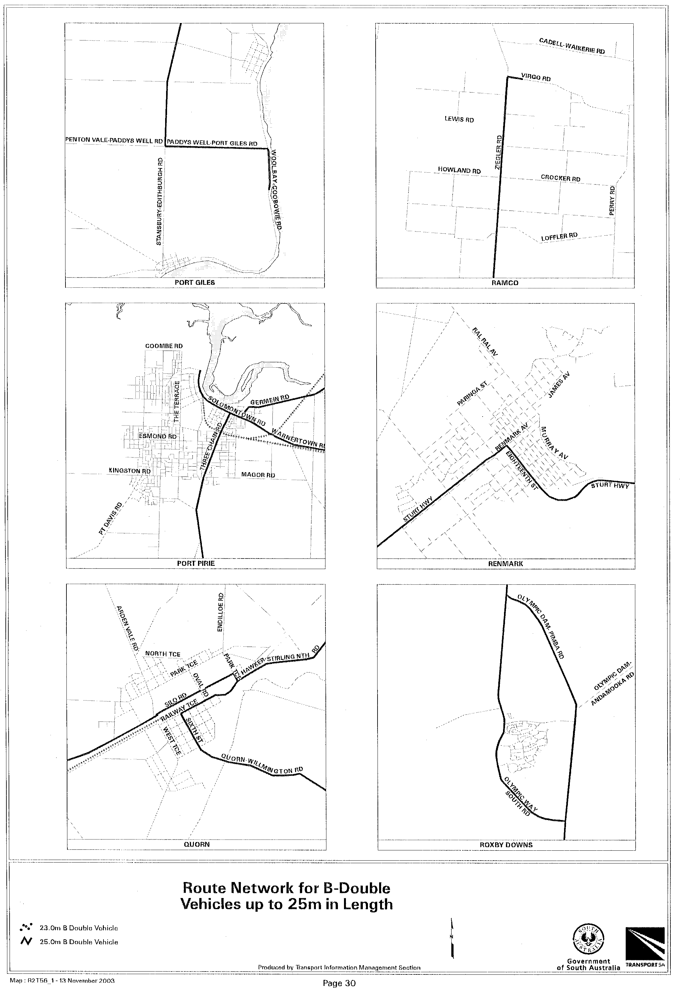 PENTON VALE-PADDYS WELL RD
PADDYS WELL-PORT GILES RD
STANSBURY-EDITHBURGH RD
WOOL BAY-COOBOWIE RD
PORT GILES
CADELL-WAIKERIE RD
VIRGO RD
LEWIS RD
ZIEGLER RD
HOWLAND RD
CROCKER RD
PERRY RD
LOFFLER RD
RAMCO
COOMBE RD
THE TERRACE
SOLOMONTOWN RD
GERMEIN RD
WARNERTOWN RD
ESMOND RD
THREE CHAIN RD
KINGSTON RD
MAGOR RD
PT DAVIS RD
PORT PIRIE
RAL RAL AV
PARINGA ST
JAMES AV
RENMARK AV
MURRAY AV
EIGHTEENTH ST
STURT HWY
STURT HWY
RENMARK
ARDEN VALE RD
ENDILLOE RD
NORTH TCE
PARK TCE
PARK TCE
HAWKER-STIRLING NTH RD
OVAL RD
SILO RD
RAILWAY TCE
WEST TCE
SIXTH ST
QUORN-WILLMINGTON RD
QUORN
OLYMPIC DAM-PIMBA RD
OLYMPIC DAM-
ANDAMOOKA RD
OLYMPIC WAY
SOUTH RD
ROXBY DOWNS
Route Network for B-Double
Vehicles up to 25m in Length
23.0m B Double Vehicle
25.0m B Double Vehicle
N
SOUTH
AUSTRALIA
Government
of South Australia
TRANSPORT SA
Produced by Transport Information Management Section
Map : R2T56_1 - 13 November 2003
Page 30